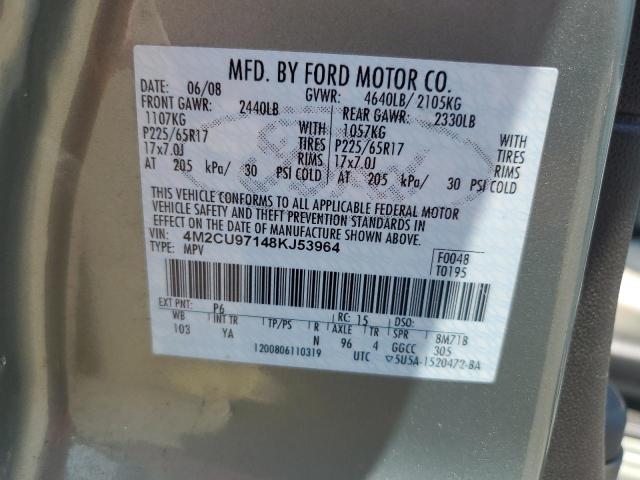 MFD. BY FORD MOTOR CO.
DATE: 06/08 GVWR: 4640LB/ 2105KG
FRONT GAWR: 2440LB REAR GAWR: 2330LB
1107KG WITH 1057KG WITH
P225/65R17 TIRES P225/65R17 TIRES
17x7.0J RIMS 17x7.0J RIMS
AT 205 kPa/ 30 PSI COLD AT 205 kPa/ 30 PSI COLD
THIS VEHICLE CONFORMS TO ALL APPLICABLE FEDERAL MOTOR
VEHICLE SAFETY AND THEFT PREVENTION STANDARDS IN
EFFECT ON THE DATE OF MANUFACTURE SHOWN ABOVE.
VIN: 4M2CU97148KJ53964 F0048
TYPE: MPV T0195
EXT PNT: P6 RC: 15 DSO:
WB INT TR TP/PS R AXLE TR SPR 8M71B
103 YA N 96 4 GGCC 305
1200806110319 UTC ▽5U5A-1520472-BA